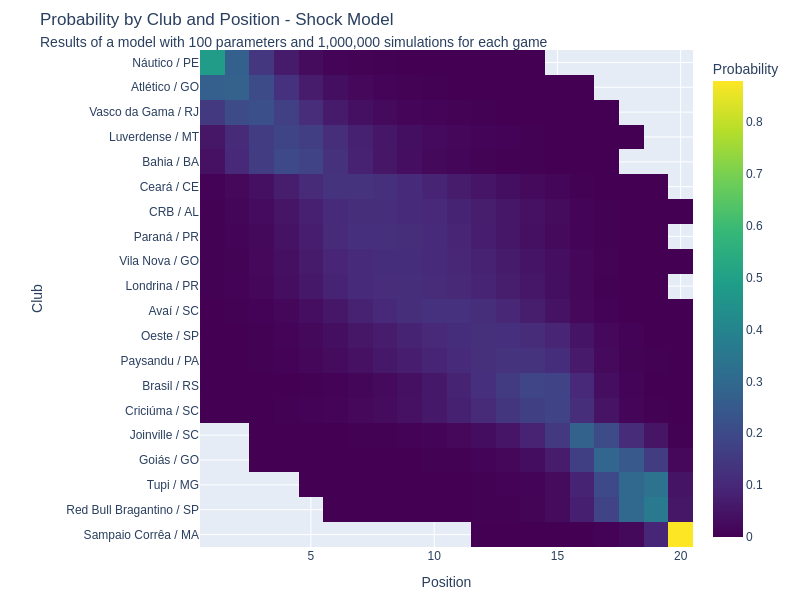 Probability by Club and Position - Shock Model
Results of a model with 100 parameters and 1,000,000 simulations for each game
Probability
Náutico / PE
Atlético / GO
Vasco da Gama / RJ
Luverdense / MT
Bahia / BA
Ceará / CE
CRB / AL
Paraná / PR
Vila Nova / GO
Londrina / PR
Avaí / SC
Oeste / SP
Paysandu / PA
Brasil / RS
Criciúma / SC
Joinville / SC
Goiás / GO
Tupi / MG
Red Bull Bragantino / SP
Sampaio Corrêa / MA
Club
5
10
15
20
Position
0.8
0.7
0.6
0.5
0.4
0.3
0.2
0.1
0